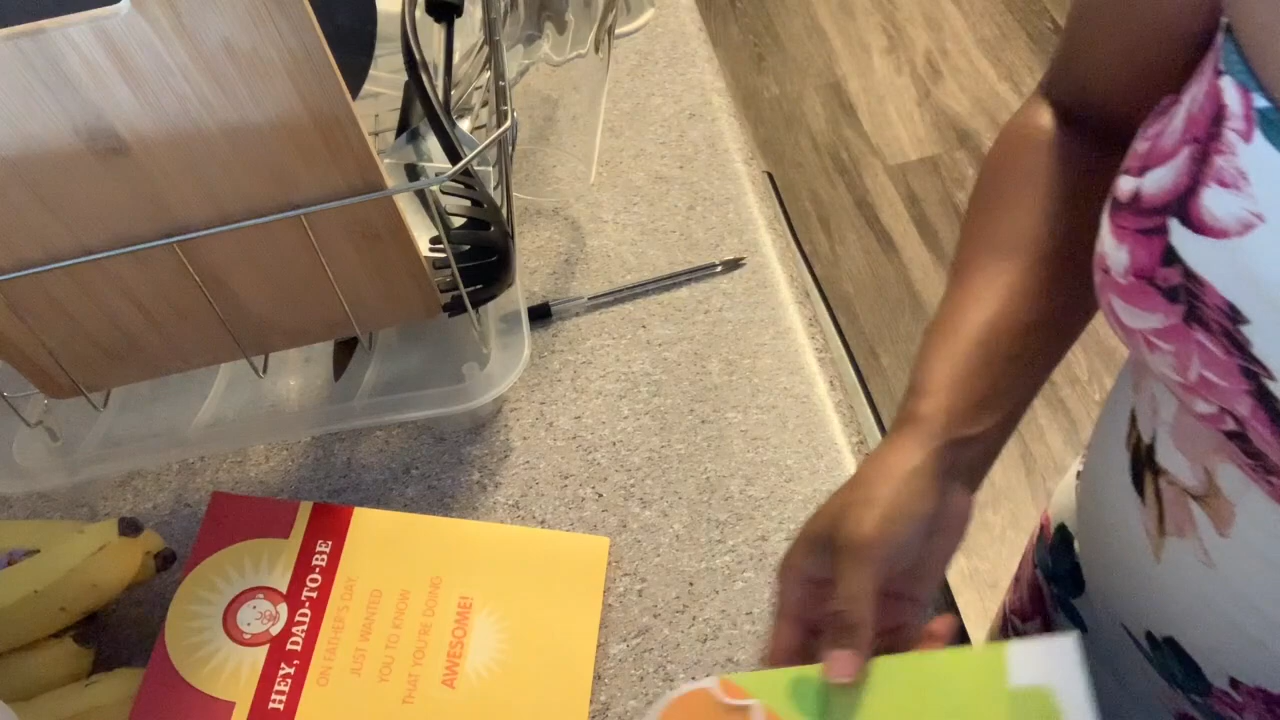 HEY, DAD-TO-BE
ON FATHER'S DAY,
JUST WANTED
YOU TO KNOW
THAT YOU'RE DOING
AWESOME!